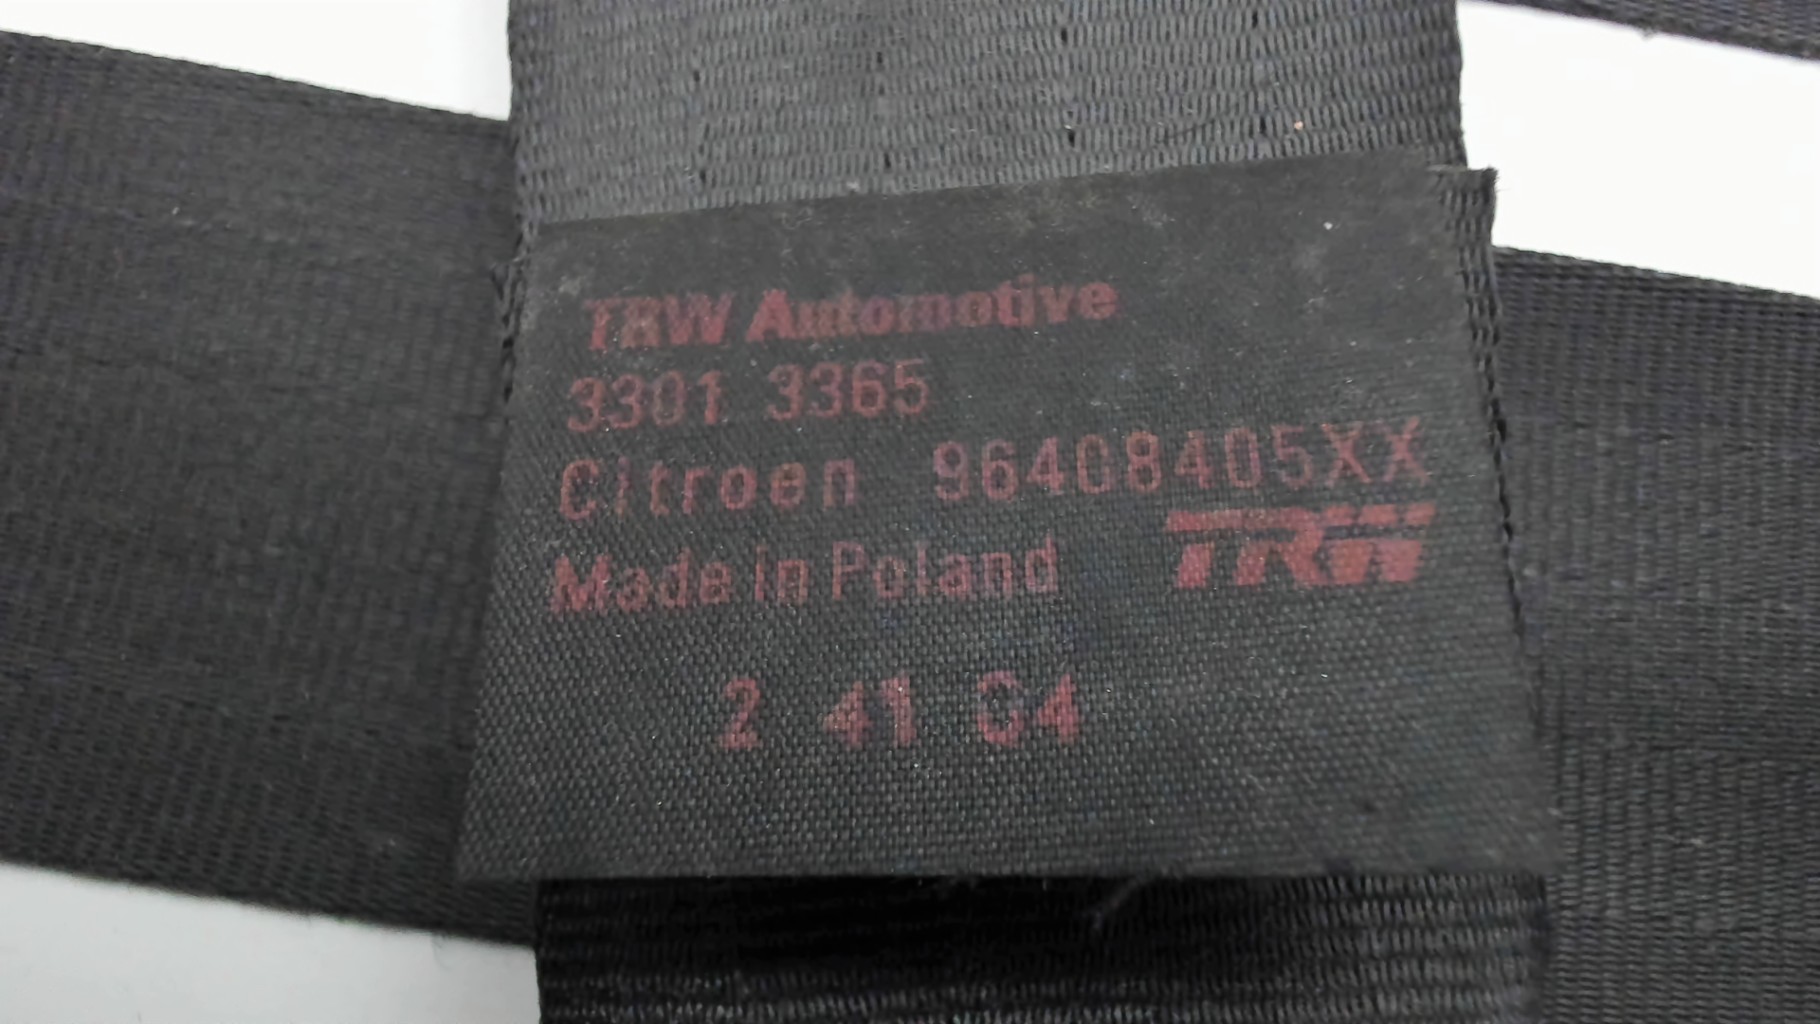 TRW Automotive
3301 3365
Citroen 96408405XX
Made in Poland TRW
2 41 04